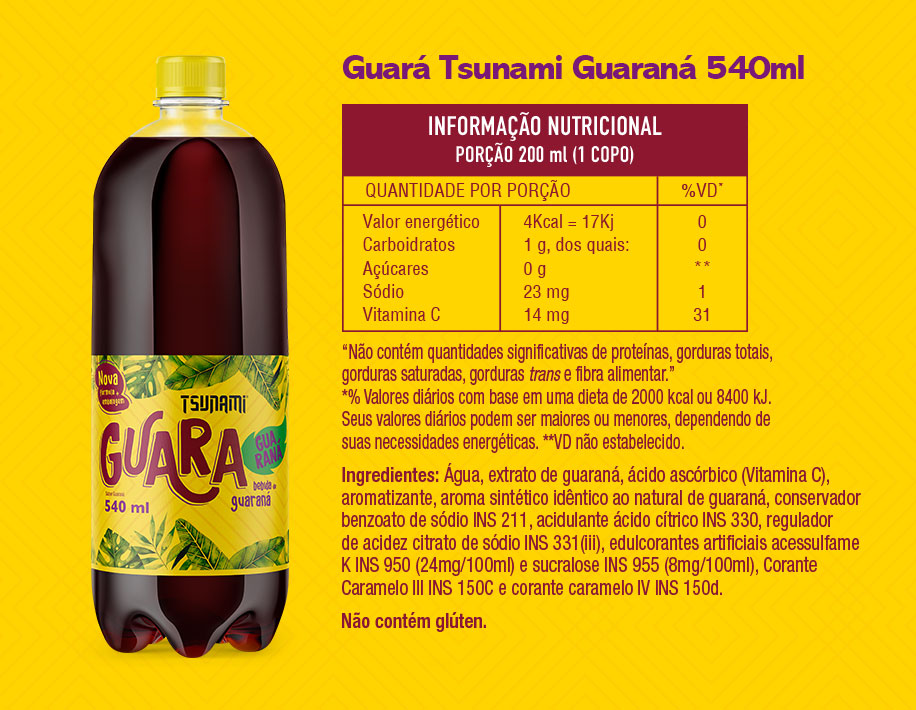 Guará Tsunami Guaraná 540ml
INFORMAÇÃO NUTRICIONAL
PORÇÃO 200 ml (1 COPO)
QUANTIDADE POR PORÇÃO %VD*
Valor energético 4Kcal = 17Kj 0
Carboidratos 1 g, dos quais: 0
Açúcares 0 g **
Sódio 23 mg 1
Vitamina C 14 mg 31
“Não contém quantidades significativas de proteínas, gorduras totais,
gorduras saturadas, gorduras trans e fibra alimentar.”
*% Valores diários com base em uma dieta de 2000 kcal ou 8400 kJ.
Seus valores diários podem ser maiores ou menores, dependendo de
suas necessidades energéticas. **VD não estabelecido.
Ingredientes: Água, extrato de guaraná, ácido ascórbico (Vitamina C),
aromatizante, aroma sintético idêntico ao natural de guaraná, conservador
benzoato de sódio INS 211, acidulante ácido cítrico INS 330, regulador
de acidez citrato de sódio INS 331(iii), edulcorantes artificiais acessulfame
K INS 950 (24mg/100ml) e sucralose INS 955 (8mg/100ml), Corante
Caramelo III INS 150C e corante caramelo IV INS 150d.
Não contém glúten.
Nova
embalagem
TSUNAMI
GUARA
GUA
RANÁ
bebida de
guaraná
540 ml